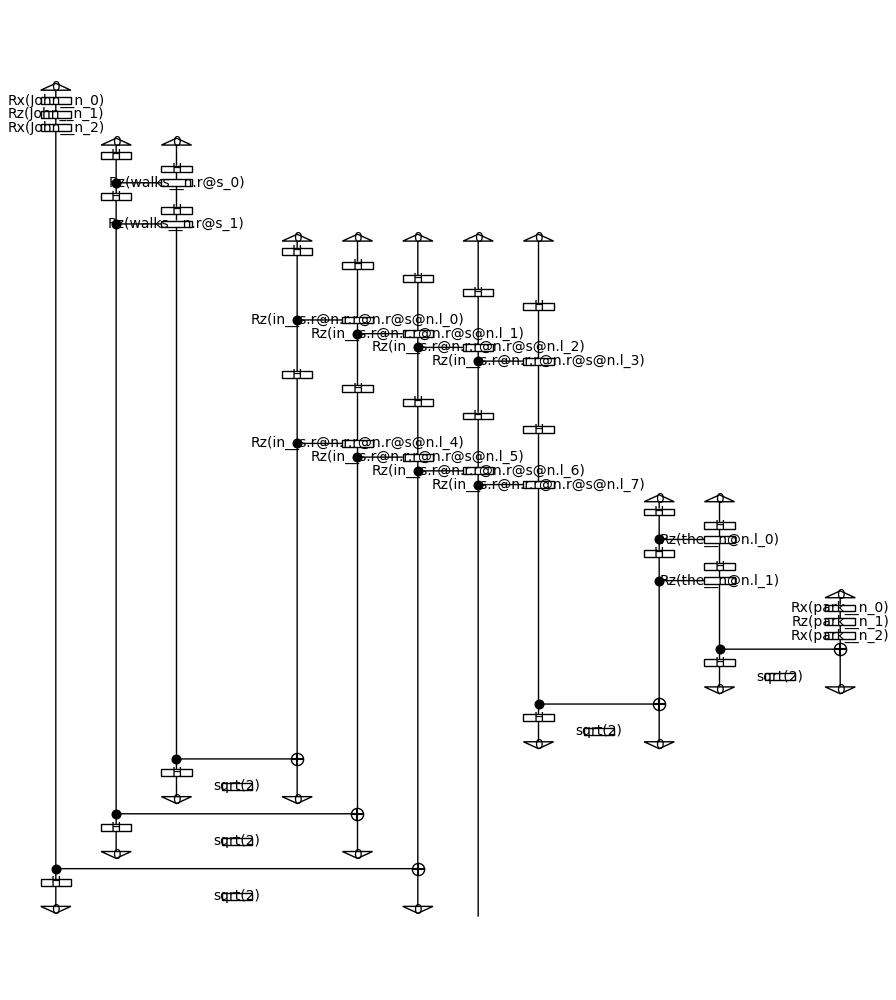 0
Rx(John__n_0)
Rz(John__n_1)
Rx(John__n_2)
0 0
H
H
Rz(walks__n.r@s_0)
H
H
Rz(walks__n.r@s_1)
0 0 0 0 0
H
H
H
H
H
Rz(in__s.r@n.r.r@n.r@s@n.l_0)
Rz(in__s.r@n.r.r@n.r@s@n.l_1)
Rz(in__s.r@n.r.r@n.r@s@n.l_2)
Rz(in__s.r@n.r.r@n.r@s@n.l_3)
H
H
H
H
H
Rz(in__s.r@n.r.r@n.r@s@n.l_4)
Rz(in__s.r@n.r.r@n.r@s@n.l_5)
Rz(in__s.r@n.r.r@n.r@s@n.l_6)
Rz(in__s.r@n.r.r@n.r@s@n.l_7)
0 0
H
H
Rz(the__n@n.l_0)
H
H
Rz(the__n@n.l_1)
0
Rx(park__n_0)
Rz(park__n_1)
Rx(park__n_2)
H
sqrt(2)
0 0
H
sqrt(2)
0 0
H
sqrt(2)
0 0
H
sqrt(2)
0 0
H
sqrt(2)
0 0